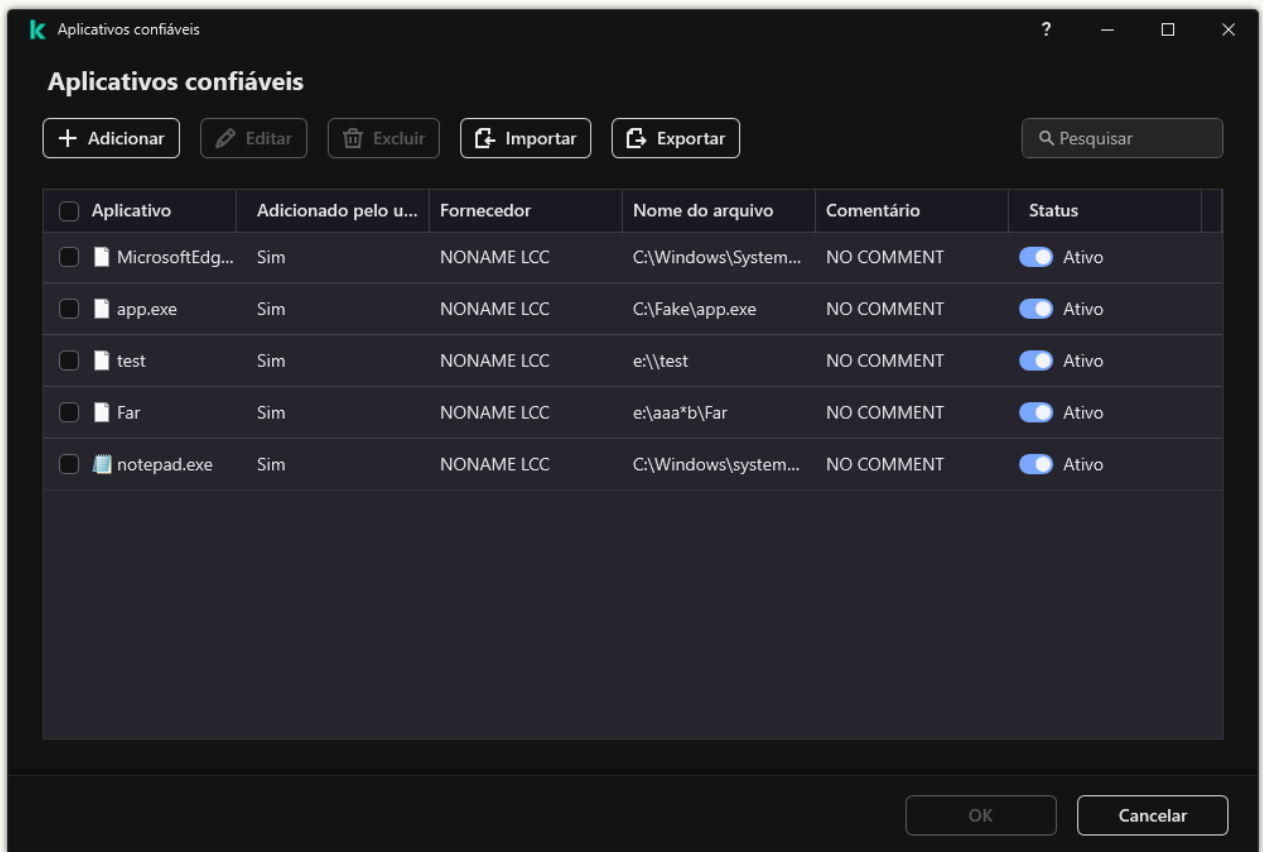 Aplicativos confiáveis
?
Aplicativos confiáveis
Adicionar Editar Excluir Importar Exportar Pesquisar
Aplicativo Adicionado pelo u... Fornecedor Nome do arquivo Comentário Status
MicrosoftEdg... Sim NONAME LCC C:\Windows\System... NO COMMENT Ativo
app.exe Sim NONAME LCC C:\Fake\app.exe NO COMMENT Ativo
test Sim NONAME LCC e:\\test NO COMMENT Ativo
Far Sim NONAME LCC e:\aaa*b\Far NO COMMENT Ativo
notepad.exe Sim NONAME LCC C:\Windows\system... NO COMMENT Ativo
OK Cancelar